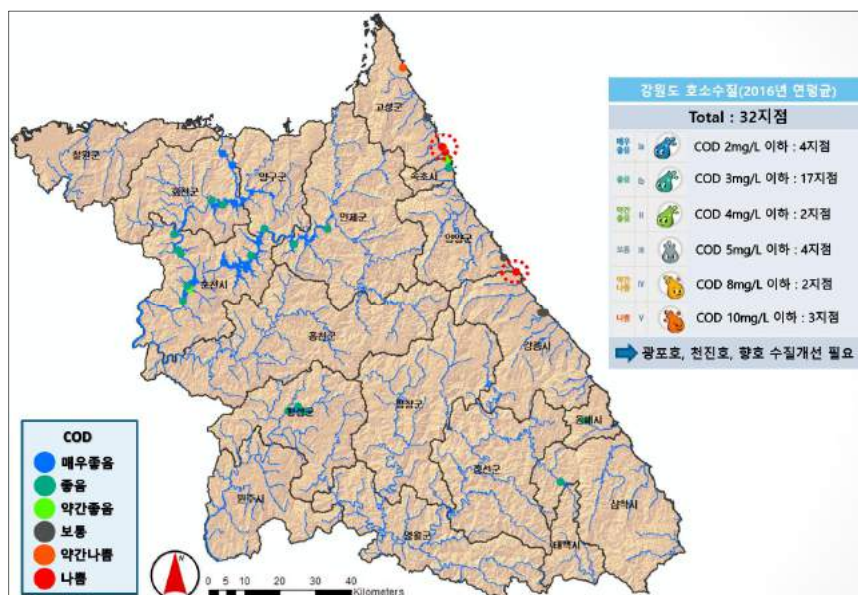 강원도 호소수질(2016년 연평균)
Total : 32지점
매우
좋음 Ia COD 2mg/L 이하 : 4지점
좋음 Ib COD 3mg/L 이하 : 17지점
약간
좋음 II COD 4mg/L 이하 : 2지점
보통 III COD 5mg/L 이하 : 4지점
약간
나쁨 IV COD 8mg/L 이하 : 2지점
나쁨 V COD 10mg/L 이하 : 3지점
광포호, 천진호, 향호 수질개선 필요
고성군
철원군
화천군
양구군
속초시
인제군
양양군
춘천시
홍천군
강릉시
횡성군
평창군
동해시
정선군
원주시
삼척시
영월군
태백시
COD
매우좋음
좋음
약간좋음
보통
약간나쁨
나쁨
N
0 5 10 20 30 40
Kilometers